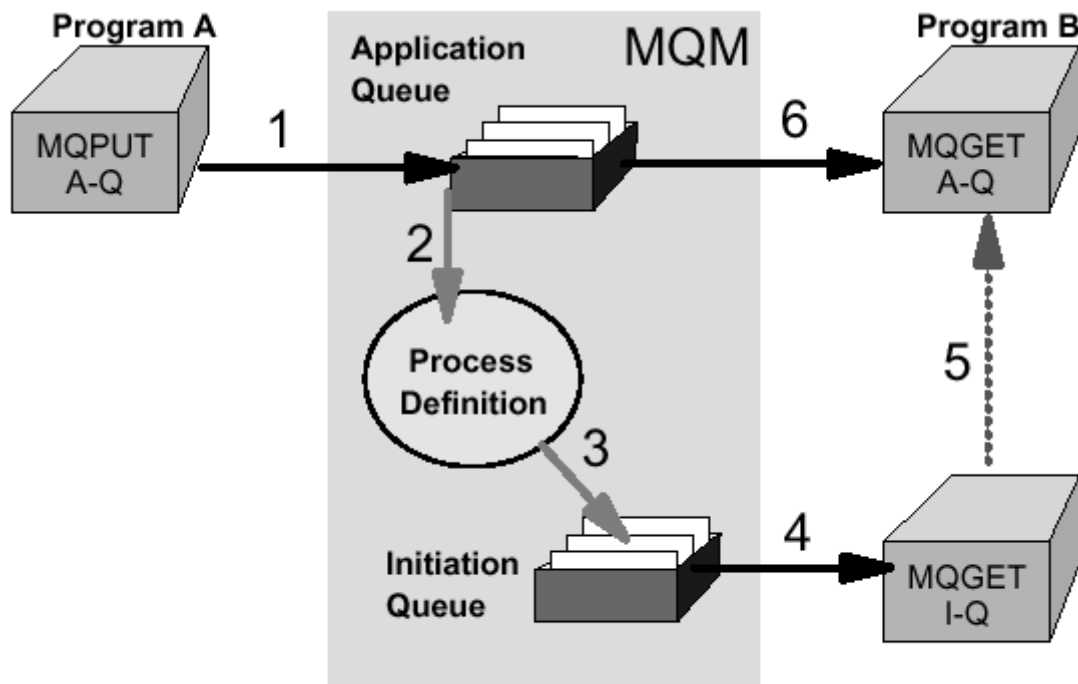 Program A
MQPUT
A-Q
1
Application
Queue
MQM
6
Program B
MQGET
A-Q
2
Process
Definition
3
5
Initiation
Queue
4
MQGET
I-Q